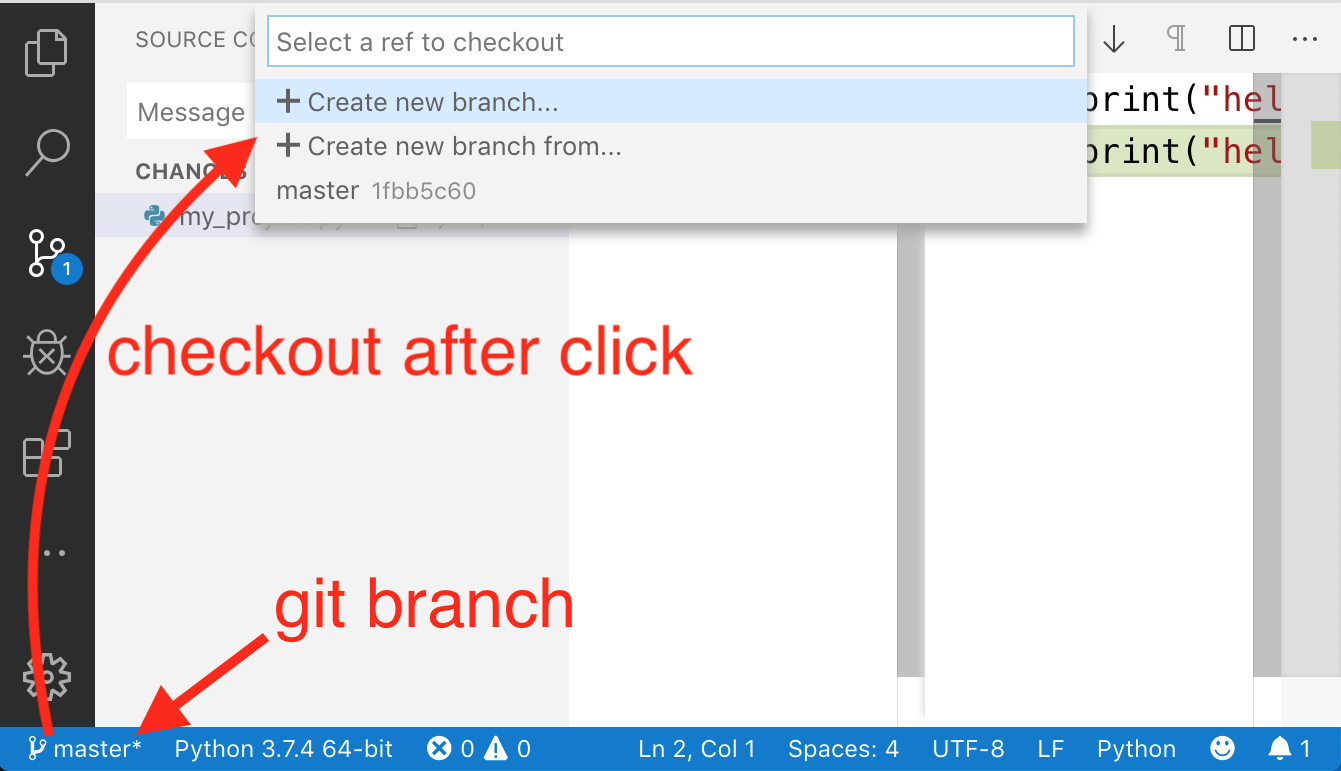 SOURCE CO
Select a ref to checkout
Message
Create new branch...
Create new branch from...
CHANGES
master 1fbb5c60
print("hel
print("hel
1
checkout after click
git branch
master* Python 3.7.4 64-bit 0 0 Ln 2, Col 1 Spaces: 4 UTF-8 LF Python 1